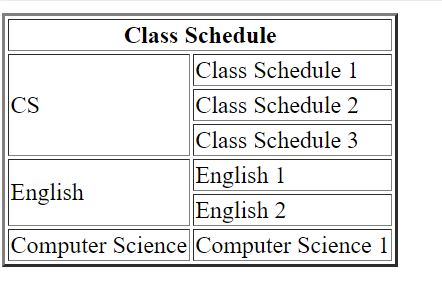 Class Schedule
CS
Class Schedule 1
Class Schedule 2
Class Schedule 3
English
English 1
English 2
Computer Science
Computer Science 1